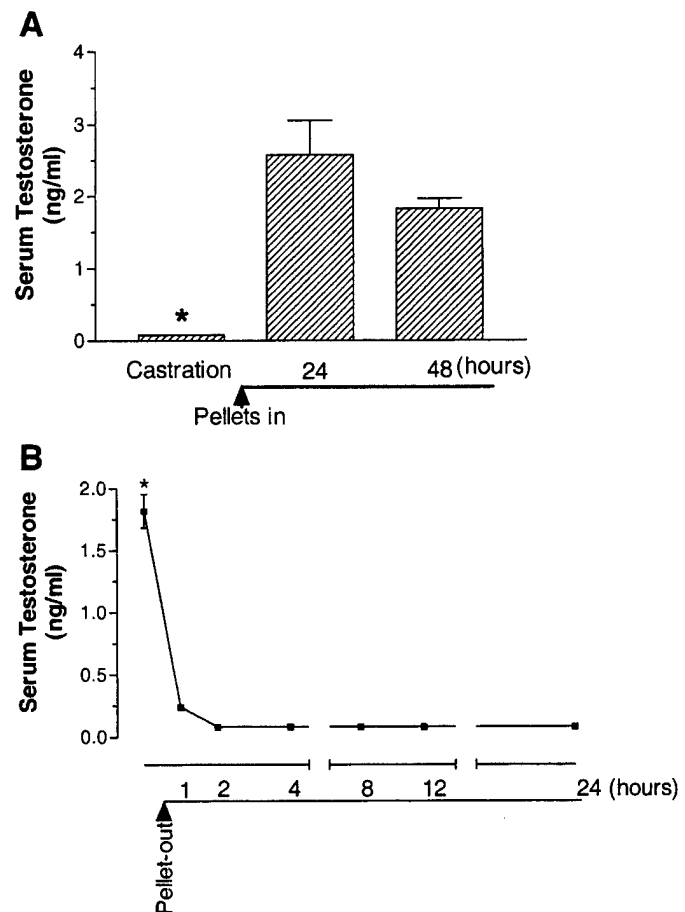 A
Serum Testosterone
(ng/ml)
4
3
2
1
0
*
Castration 24 48 (hours)
Pellets in
B
Serum Testosterone
(ng/ml)
2.0
1.5
1.0
0.5
0.0
*
1 2 4 8 12 24 (hours)
Pellet-out